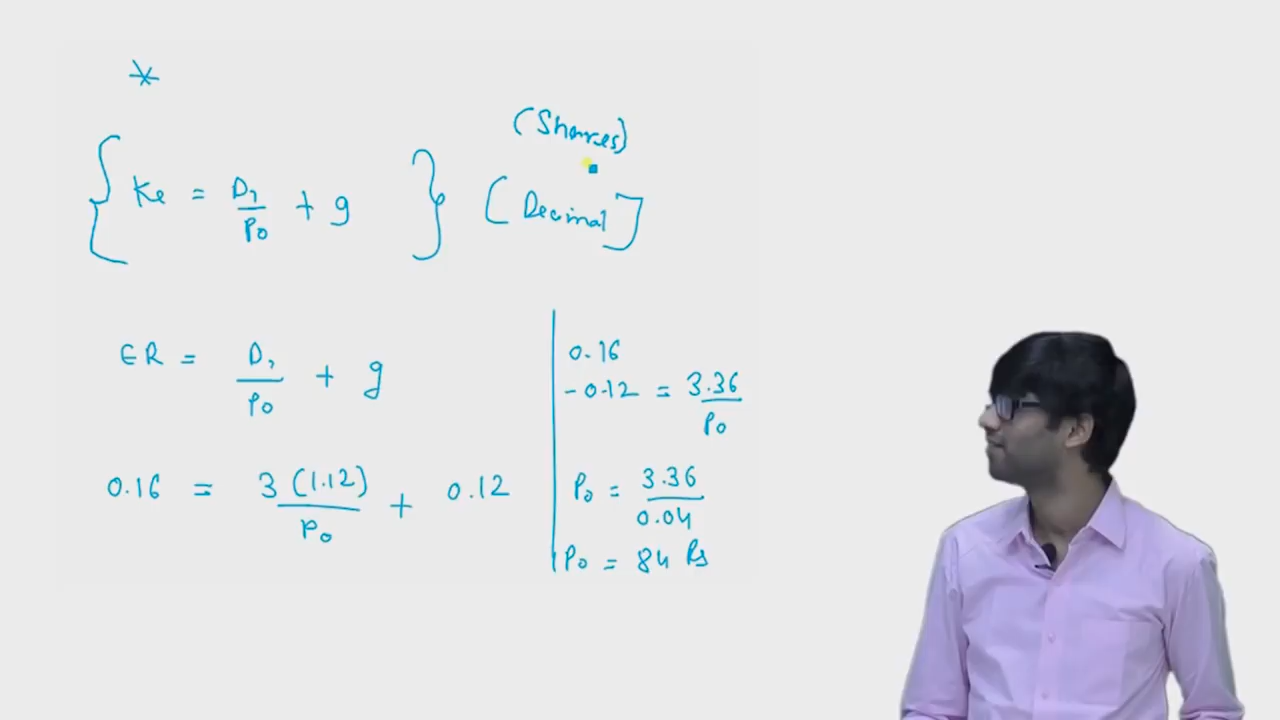 *
(Shares)
{ Ke = D1/P0 + g } [Decimal]
ER = D1/P0 + g
0.16 = 3(1.12)/P0 + 0.12
0.16
-0.12 = 3.36/P0
P0 = 3.36/0.04
P0 = 84 Rs